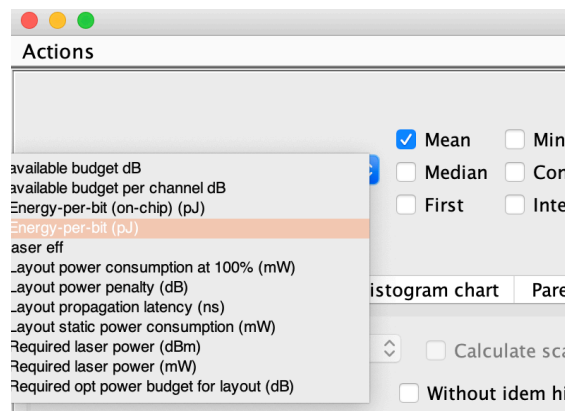 Actions
Mean
Min
Median
Con
First
Inte
available budget dB
available budget per channel dB
Energy-per-bit (on-chip) (pJ)
Energy-per-bit (pJ)
aser eff
Layout power consumption at 100% (mW)
Layout power penalty (dB)
Layout propagation latency (ns)
Layout static power consumption (mW)
Required laser power (dBm)
Required laser power (mW)
Required opt power budget for layout (dB)
istogram chart
Pare
Calculate sca
Without idem hi